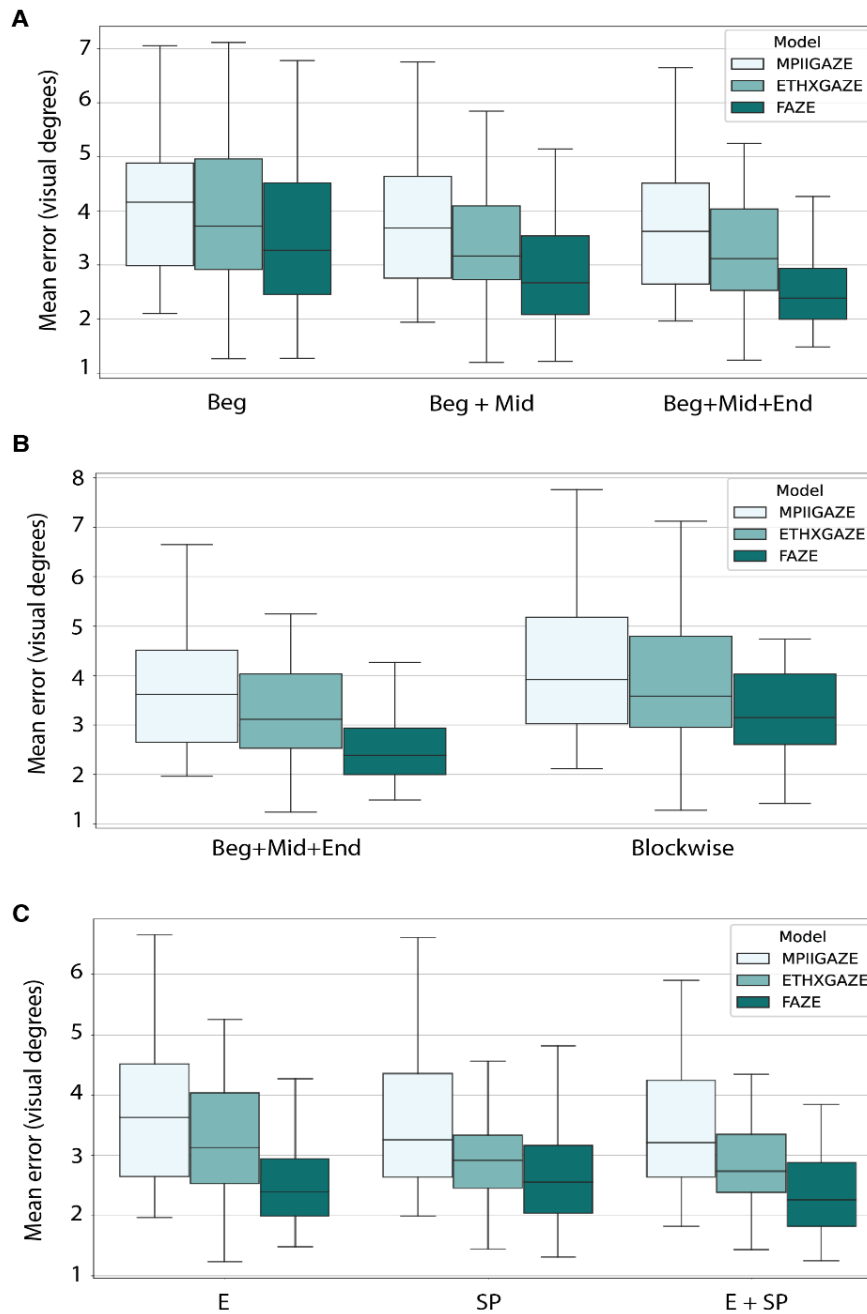 A
Mean error (visual degrees)
7
6
5
4
3
2
1
Model
MPIIGAZE
ETHXGAZE
FAZE
Beg
Beg + Mid
Beg+Mid+End
B
Mean error (visual degrees)
8
7
6
5
4
3
2
1
Model
MPIIGAZE
ETHXGAZE
FAZE
Beg+Mid+End
Blockwise
C
Mean error (visual degrees)
6
5
4
3
2
1
Model
MPIIGAZE
ETHXGAZE
FAZE
E
SP
E + SP